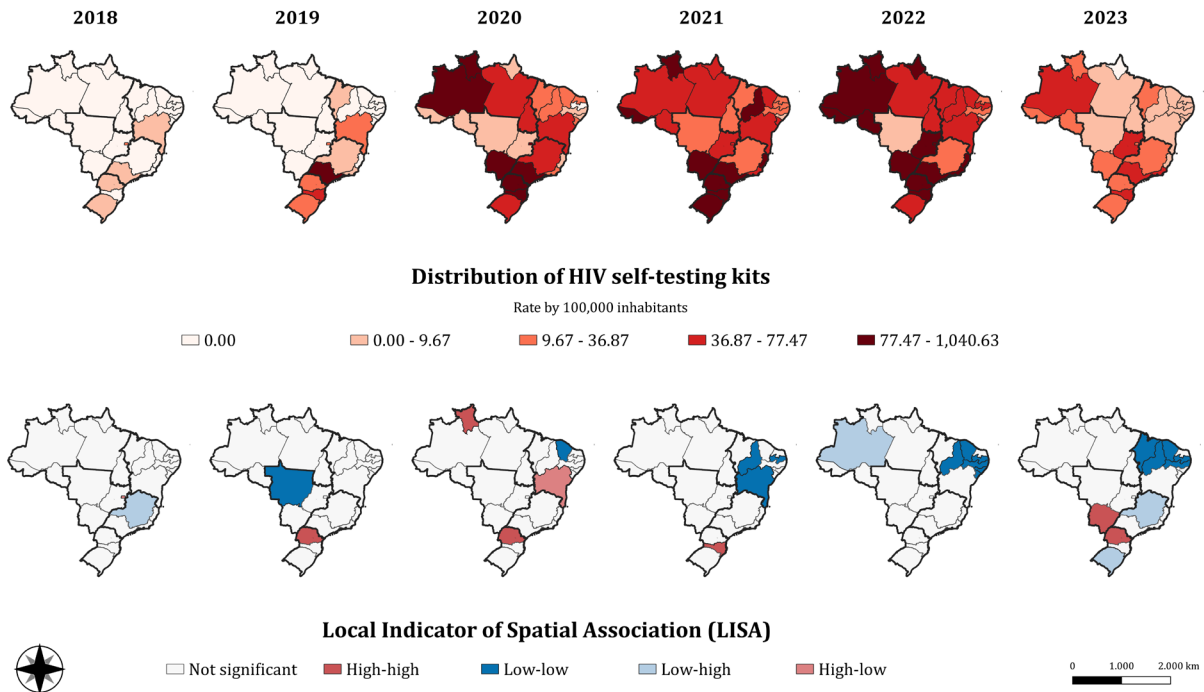 2018 2019 2020 2021 2022 2023
Distribution of HIV self-testing kits
Rate by 100,000 inhabitants
0.00 0.00 - 9.67 9.67 - 36.87 36.87 - 77.47 77.47 - 1,040.63
Local Indicator of Spatial Association (LISA)
Not significant High-high Low-low Low-high High-low
0 1.000 2.000 km